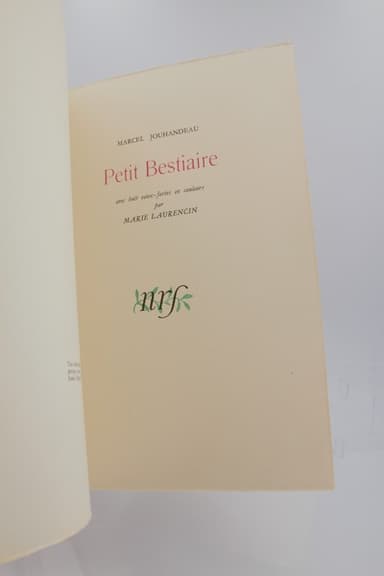 MARCEL JOUHANDEAU
Petit Bestiaire
avec huit eaux-fortes en couleurs
par
MARIE LAURENCIN
nrf